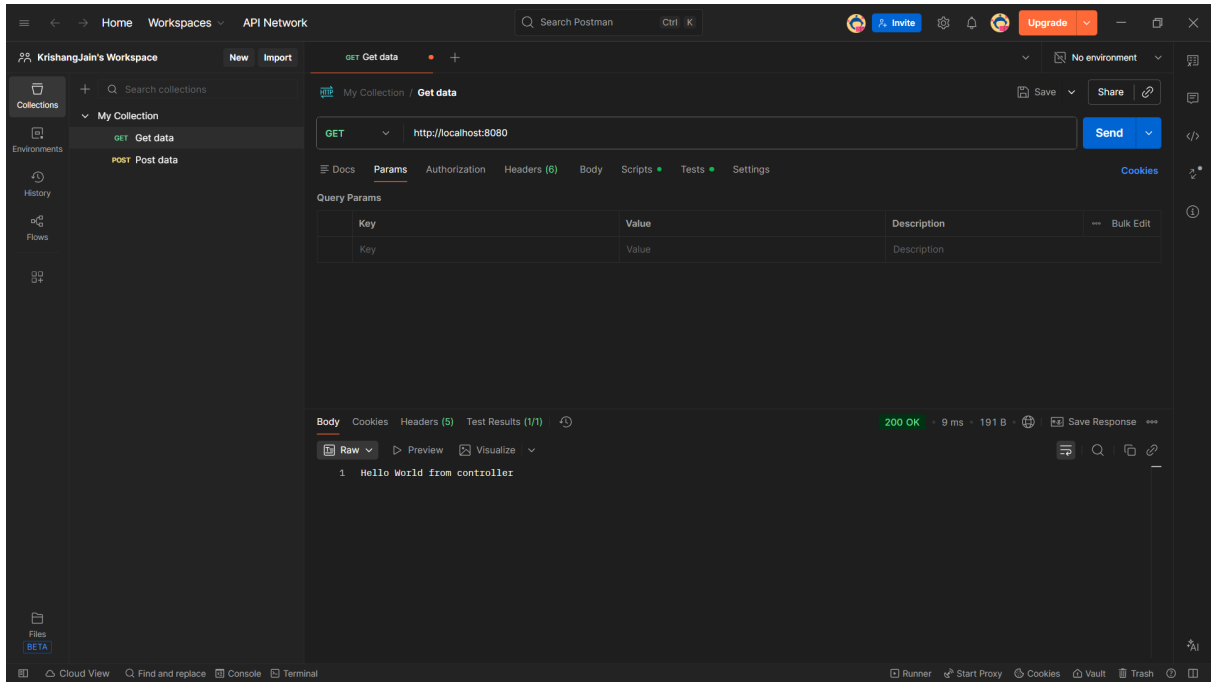 Home Workspaces API Network Search Postman Ctrl K Invite Upgrade
KrishangJain's Workspace New Import GET Get data No environment
Collections Search collections HTTP My Collection / Get data Save Share
My Collection
Environments GET Get data GET http://localhost:8080 Send
POST Post data
History Docs Params Authorization Headers (6) Body Scripts Tests Settings Cookies
Query Params
Flows Key Value Description Bulk Edit
Key Value Description
Body Cookies Headers (5) Test Results (1/1) 200 OK 9 ms 191 B Save Response
Raw Preview Visualize
1 Hello World from controller
Files
BETA AI
Cloud View Find and replace Console Terminal Runner Start Proxy Cookies Vault Trash